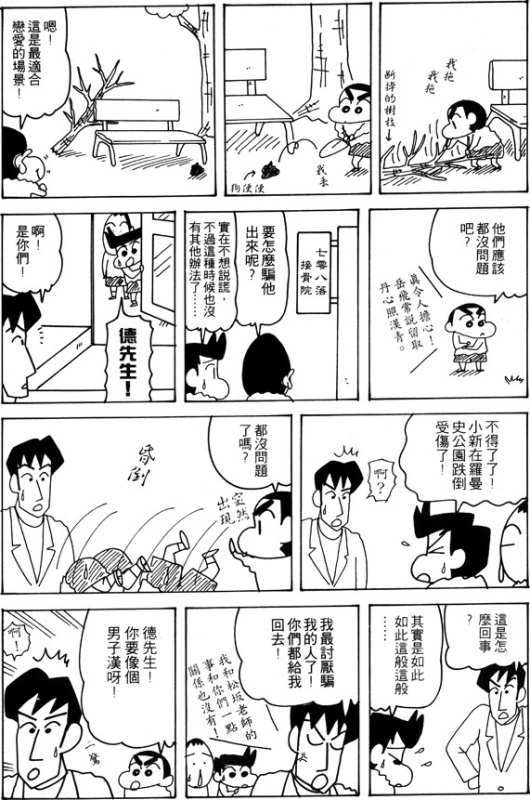 我拖
我拖
斷掉的樹枝
我丟
狗便便
嗯！
這是最適合
戀愛的場景！
他們應該
都沒問題
吧？
真令人擔心！
岳飛常說留取
丹心照漢青。
七零八落
接骨院
要怎麼騙他
出來呢？
實在不想說謊，
不過這種時候也沒
有其他辦法了……
德先生！
啊！
是你們！
不得了了！
小新在羅曼
史公園跌倒
受傷了！
啊？
都沒問題
了嗎？
突然
出現
昏倒
這是怎
麼回事
？
其實是如此
如此這般這般
……
我最討厭騙
我的人了！
你們都給我
回去！
我和松坂老師的
事和你們一點
關係也沒有！
德先生！
你要像個
男子漢呀！
一驚
啊！